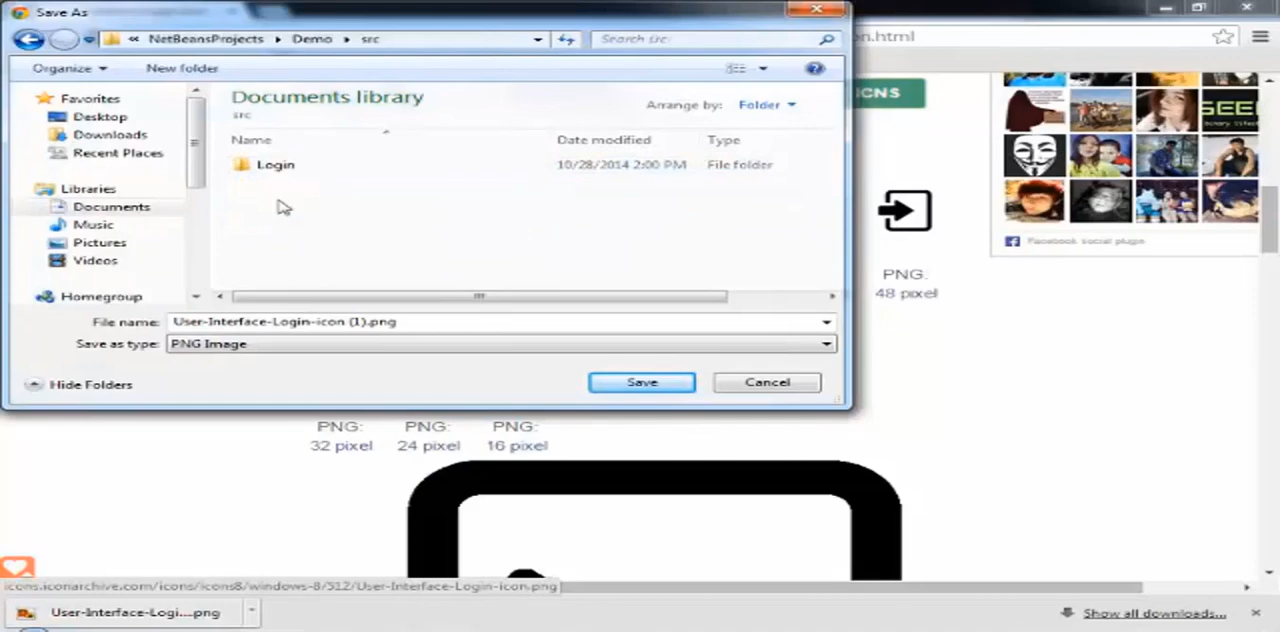 Save As
on.html
« NetBeansProjects Demo src
Search src
Organize
New folder
Favorites
Desktop
Downloads
Recent Places
Libraries
Documents
Music
Pictures
Videos
Homegroup
Documents library
src
Arrange by: Folder
Name Date modified Type
Login 10/28/2014 2:00 PM File folder
File name: User-Interface-Login-icon (1).png
Save as type: PNG Image
Hide Folders
Save
Cancel
CNS
SEE
Facebook social plugin
PNG:
48 pixel
PNG: PNG: PNG:
32 pixel 24 pixel 16 pixel
icons.iconarchive.com/icons/icons8/windows-8/512/User-Interface-Login-icon.png
User-Interface-Logi....png
Show all downloads...